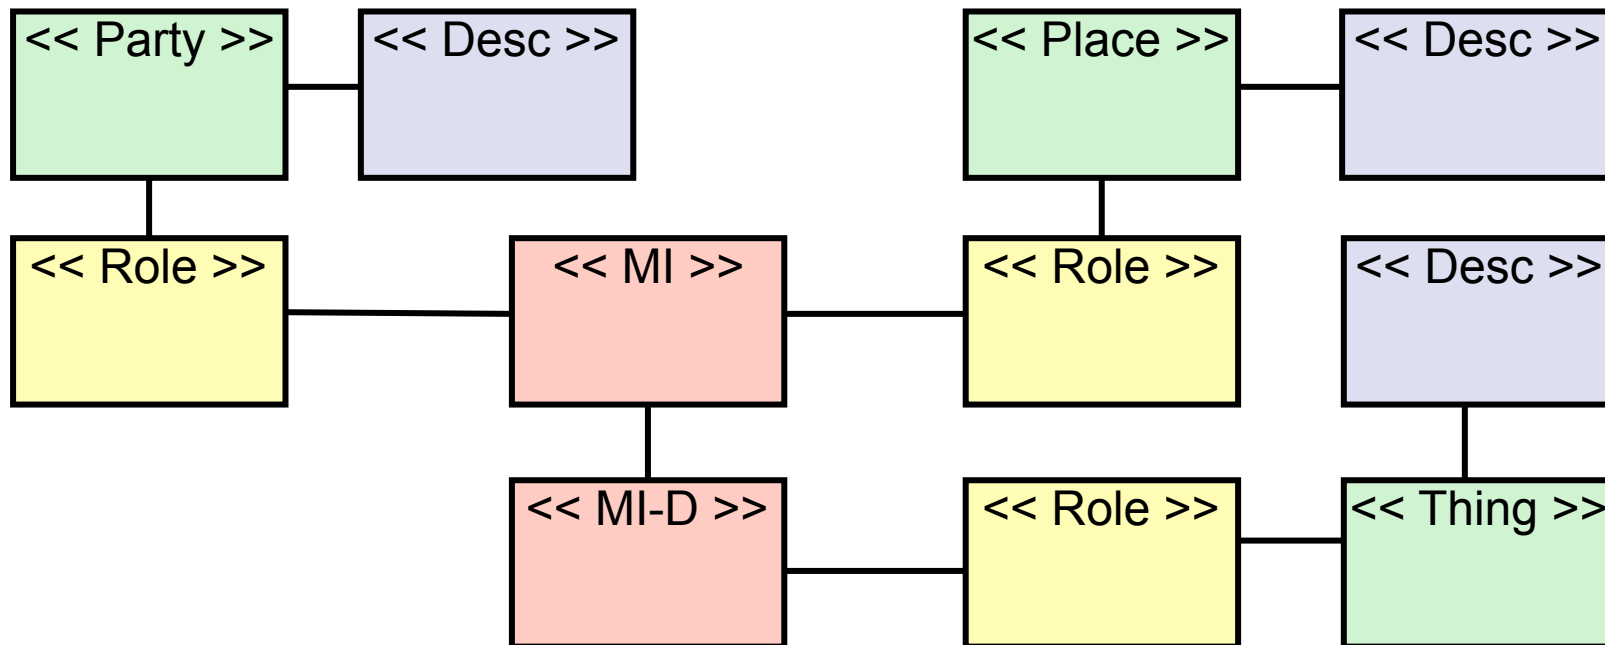 << Party >>
<< Desc >>
<< Place >>
<< Desc >>
<< Role >>
<< MI >>
<< Role >>
<< Desc >>
<< MI-D >>
<< Role >>
<< Thing >>